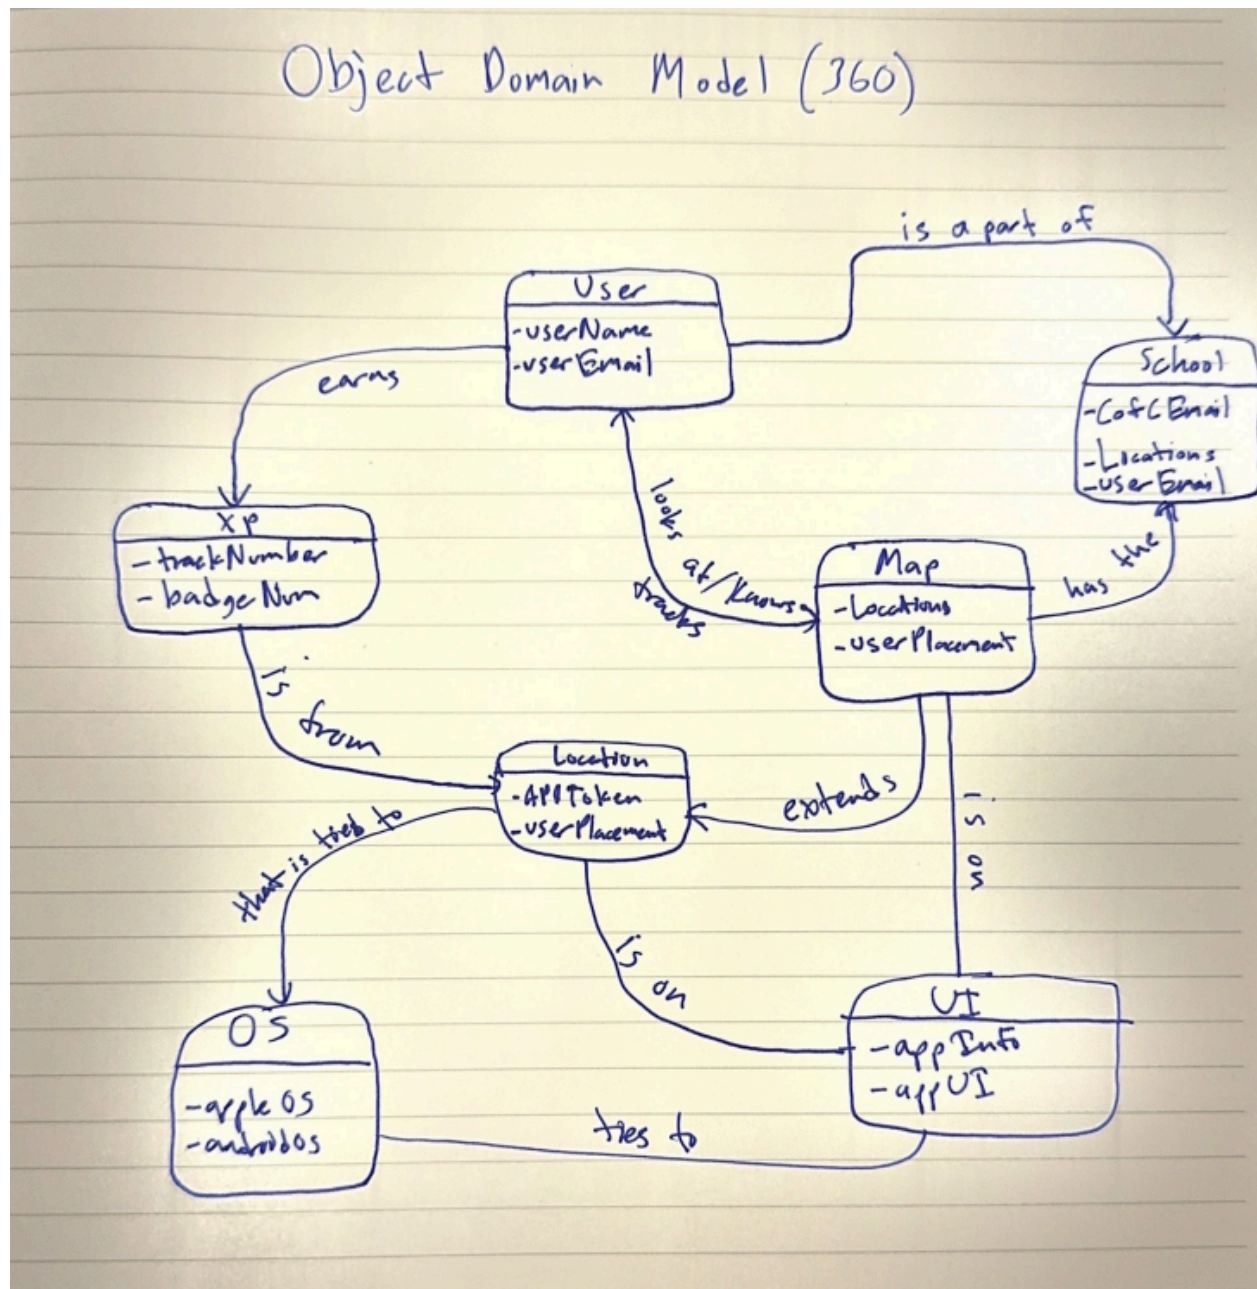 Object Domain Model (360)
is a part of
User
-userName
-userEmail
earns
School
-CofCEmail
-Locations
-userEmail
looks at/knows
tracks
XP
-trackNumber
-badgeNum
Map
-Locations
-userPlacement
has the
is from
Location
-APIToken
-userPlacement
extends
is on
that is tied to
is on
OS
-appleOS
-androidOS
UI
-appInfo
-appUI
ties to